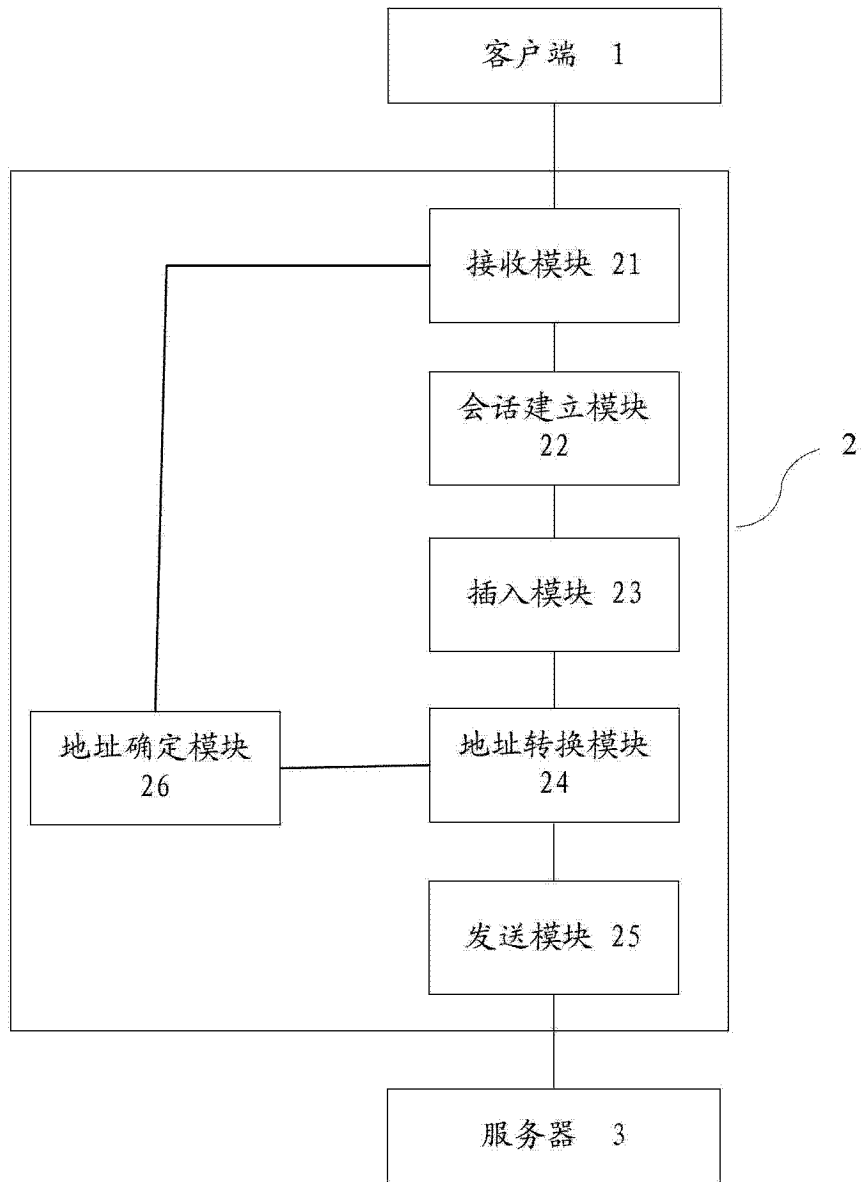 客户端 1
接收模块 21
会话建立模块
22
2
插入模块 23
地址确定模块
26
地址转换模块
24
发送模块 25
服务器 3